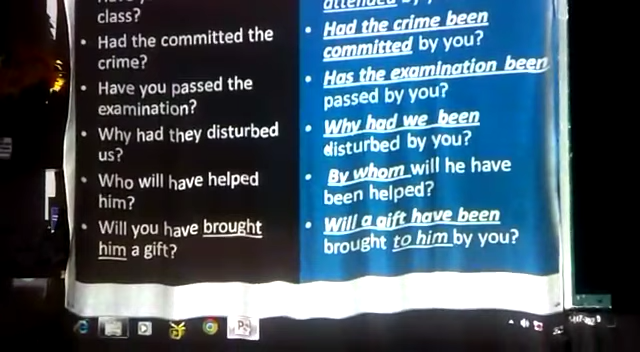 class?
• Had the committed the
crime?
• Have you passed the
examination?
• Why had they disturbed
us?
• Who will have helped
him?
• Will you have brought
him a gift?
attended by you?
• Had the crime been
committed by you?
• Has the examination been
passed by you?
• Why had we been
disturbed by you?
• By whom will he have
been helped?
• Will a gift have been
brought to him by you?